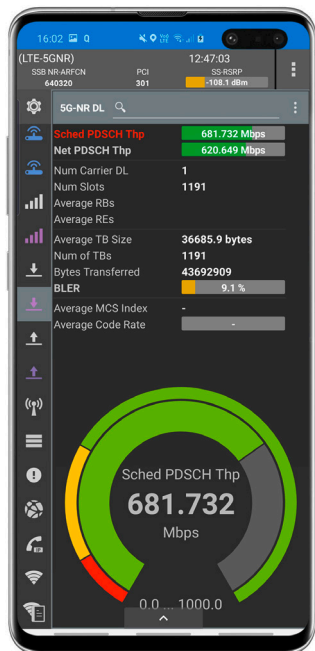 16:02
(LTE-5GNR) 12:47:03
SSB NR-ARFCN PCI SS-RSRP
640320 301 -108.1 dBm
5G-NR DL
Sched PDSCH Thp 681.732 Mbps
Net PDSCH Thp 620.649 Mbps
Num Carrier DL 1
Num Slots 1191
Average RBs
Average REs
Average TB Size 36685.9 bytes
Num of TBs 1191
Bytes Transferred 43692909
BLER 9.1 %
Average MCS Index -
Average Code Rate -
Sched PDSCH Thp
681.732
Mbps
0.0 ... 1000.0